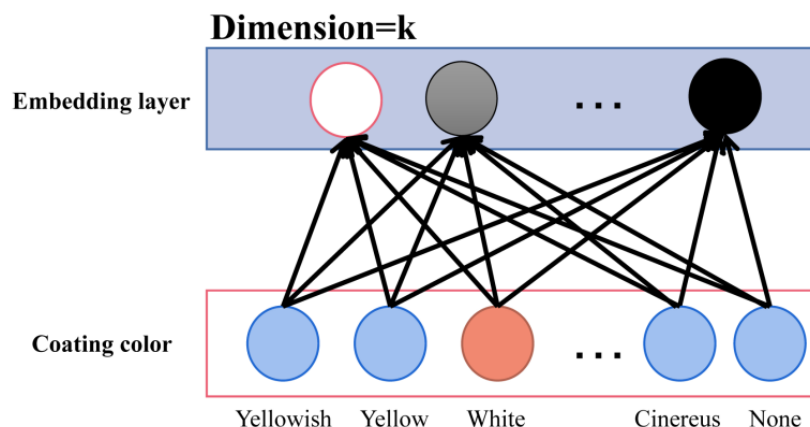 Dimension=k
Embedding layer
...
Coating color
...
Yellowish Yellow White Cinereus None